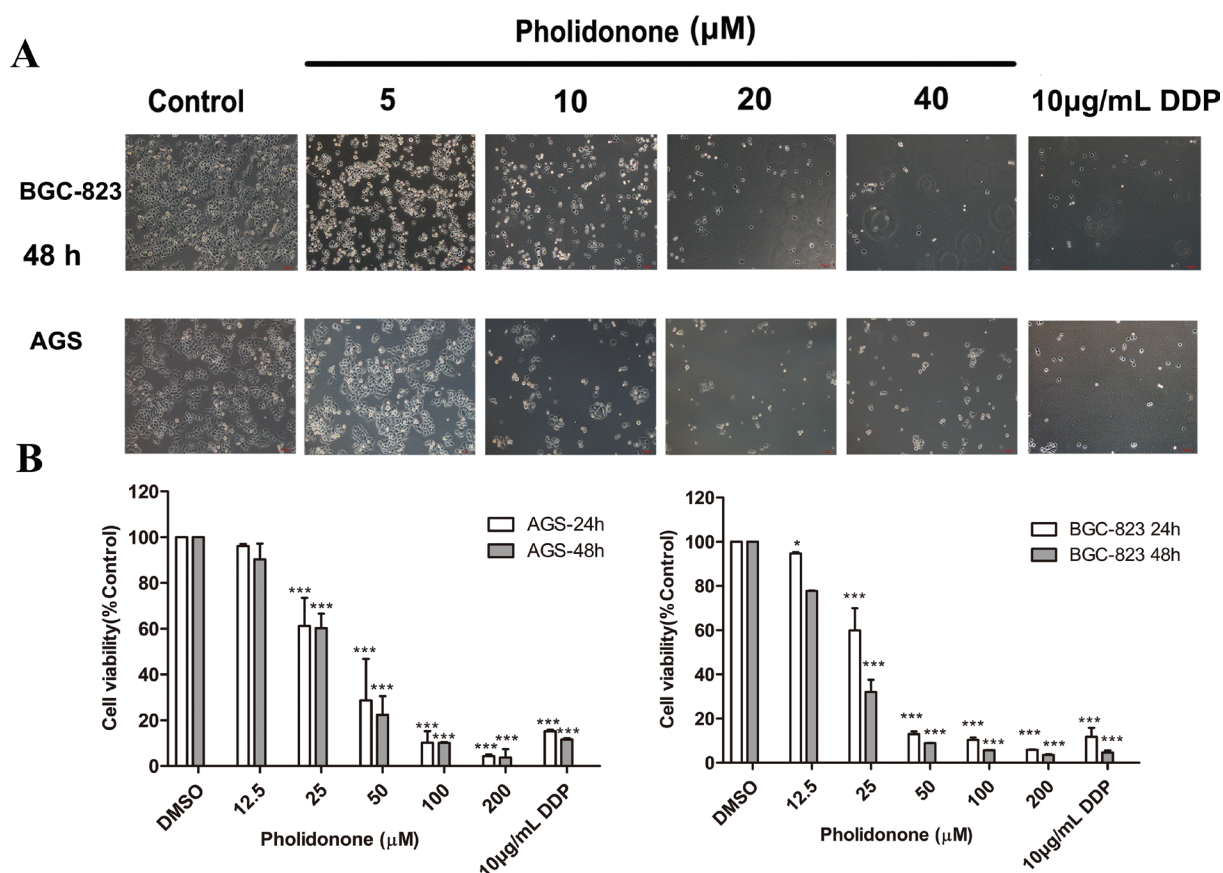 A
Pholidonone (µM)
Control 5 10 20 40 10µg/mL DDP
BGC-823
48 h
AGS
B
120
100
80
60
40
20
0
Cell viability(% Control)
AGS-24h
AGS-48h
*** ***
*** ***
*** ***
*** ***
*** ***
DMSO 12.5 25 50 100 200 10µg/mL DDP
Pholidonone (µM)
120
100
80
60
40
20
0
Cell viability(% Control)
BGC-823 24h
BGC-823 48h
*
*** ***
*** ***
*** ***
*** ***
*** ***
DMSO 12.5 25 50 100 200 10µg/mL DDP
Pholidonone (µM)